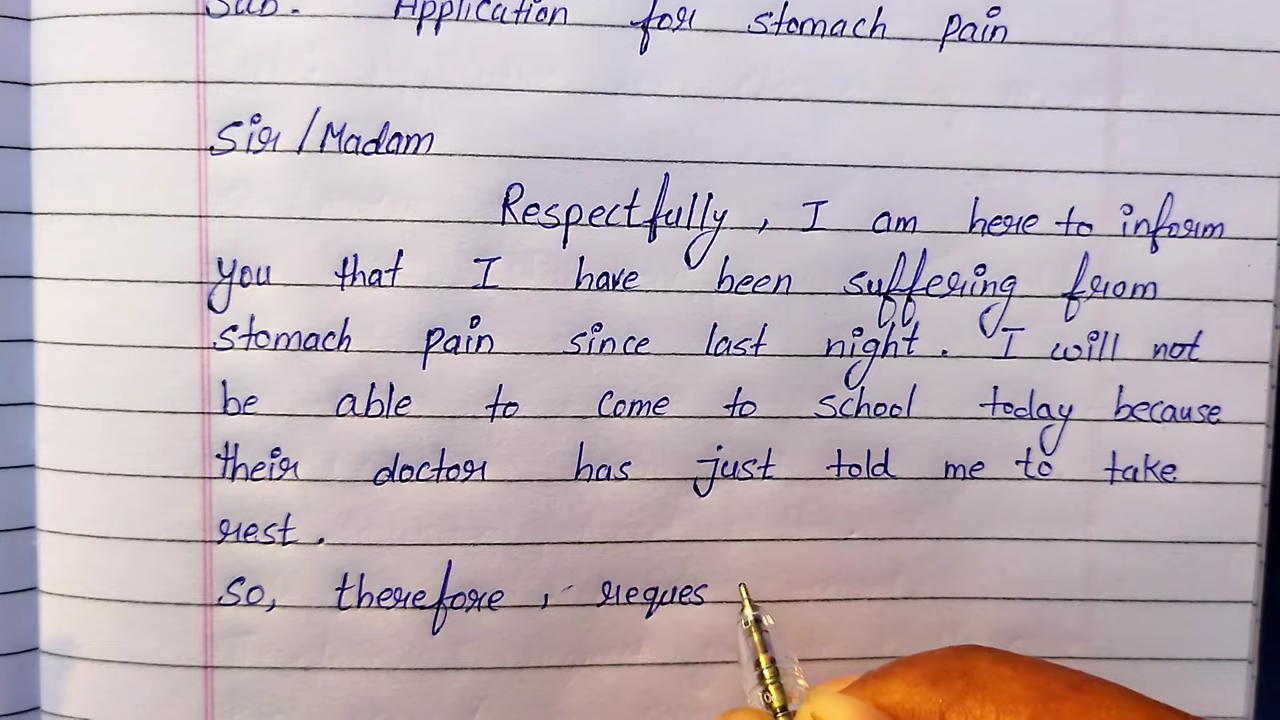 Sub. Application for stomach pain
Sir/Madam
Respectfully, I am here to inform
you that I have been suffering from
stomach pain since last night. I will not
be able to come to school today because
their doctor has just told me to take
rest.
So, therefore, reques